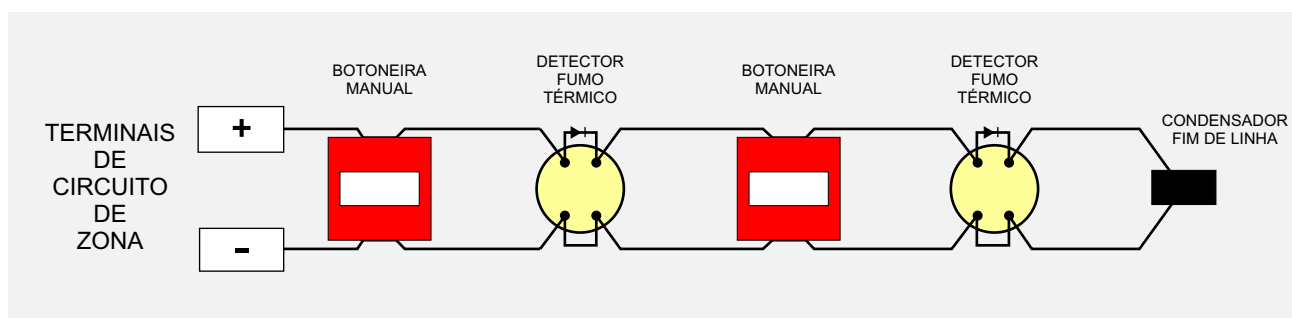 TERMINAIS
DE
CIRCUITO
DE
ZONA
+
-
BOTONEIRA
MANUAL
DETECTOR
FUMO
TÉRMICO
BOTONEIRA
MANUAL
DETECTOR
FUMO
TÉRMICO
CONDENSADOR
FIM DE LINHA